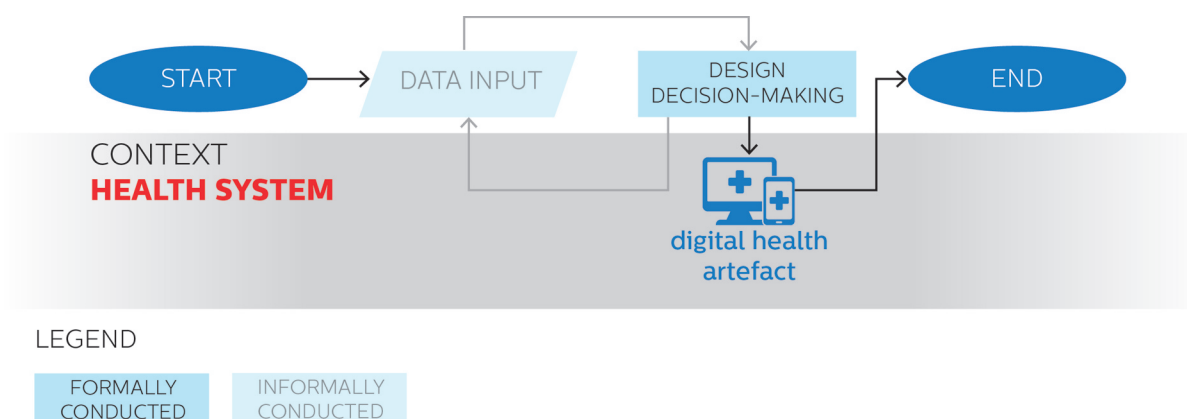 START
DATA INPUT
DESIGN
DECISION-MAKING
END
CONTEXT
HEALTH SYSTEM
digital health
artefact
LEGEND
FORMALLY
CONDUCTED
INFORMALLY
CONDUCTED